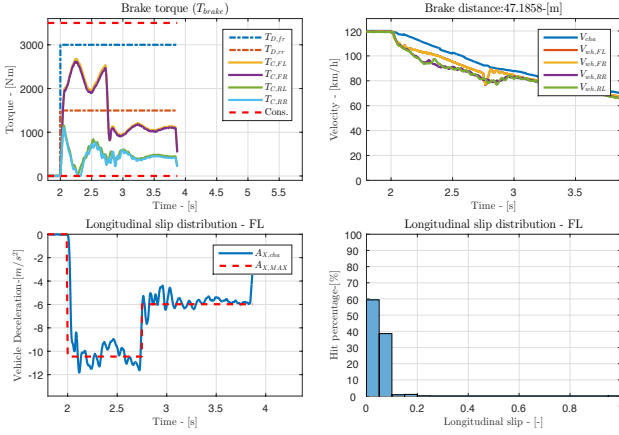 Brake torque (T_brake)
Torque - [Nm]
3000
2000
1000
0
2
2.5
3
3.5
4
4.5
5
5.5
Time - [s]
T_D,fr
T_D,rr
T_C,FL
T_C,FR
T_C,RL
T_C,RR
Cons.
Brake distance:47.1858-[m]
Velocity - [km/h]
120
100
80
60
40
20
0
2
2.5
3
3.5
Time - [s]
V_cha
V_wh,FL
V_wh,FR
V_wh,RR
V_wh,RL
Longitudinal slip distribution - FL
Vehicle Deceleration-[m/s²]
0
-2
-4
-6
-8
-10
-12
2
2.5
3
3.5
4
Time - [s]
A_X,cha
A_X,MAX
Longitudinal slip distribution - FL
Hit percentage-[%]
100
90
80
70
60
50
40
30
20
10
0
0
0.2
0.4
0.6
0.8
1
Longitudinal slip - [-]